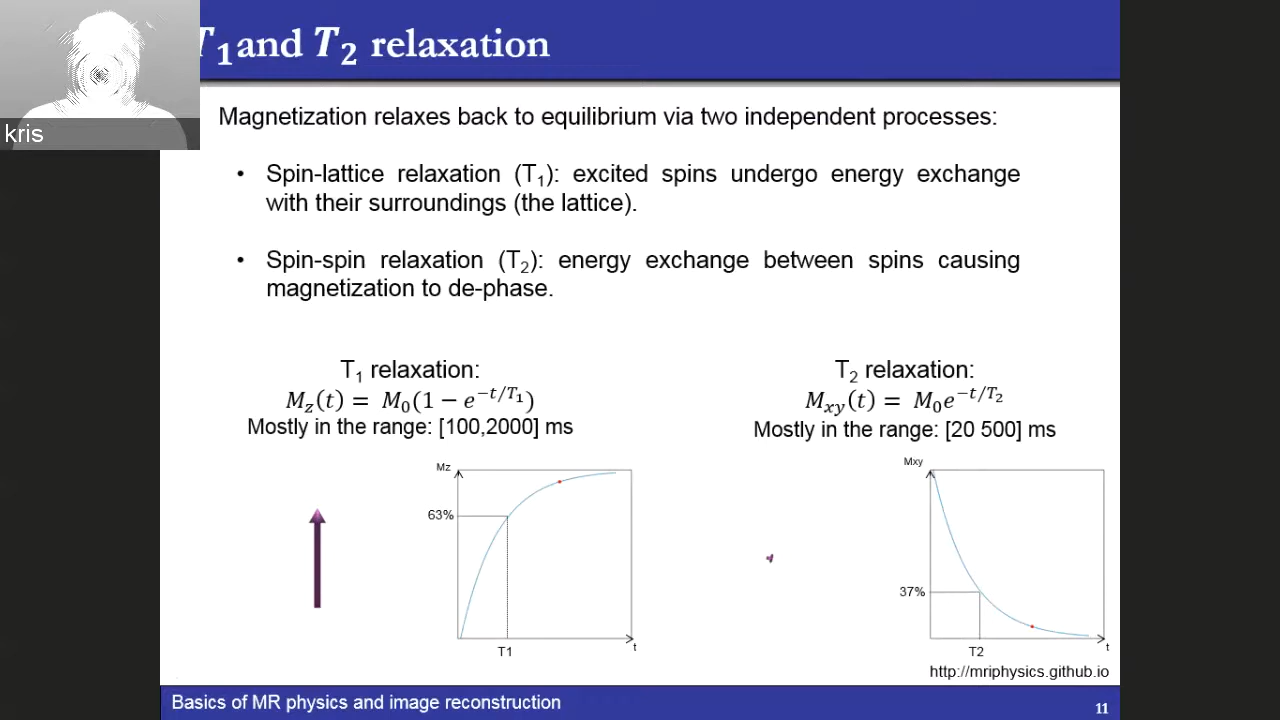 T₁ and T₂ relaxation
kris
Magnetization relaxes back to equilibrium via two independent processes:
• Spin-lattice relaxation (T₁): excited spins undergo energy exchange
with their surroundings (the lattice).
• Spin-spin relaxation (T₂): energy exchange between spins causing
magnetization to de-phase.
T₁ relaxation:
M_z(t) = M₀(1 − e^{−t/T₁})
Mostly in the range: [100,2000] ms
T₂ relaxation:
M_{xy}(t) = M₀e^{−t/T₂}
Mostly in the range: [20 500] ms
Mz
63%
T1
t
Mxy
37%
T2
t
http://mriphysics.github.io
Basics of MR physics and image reconstruction
11